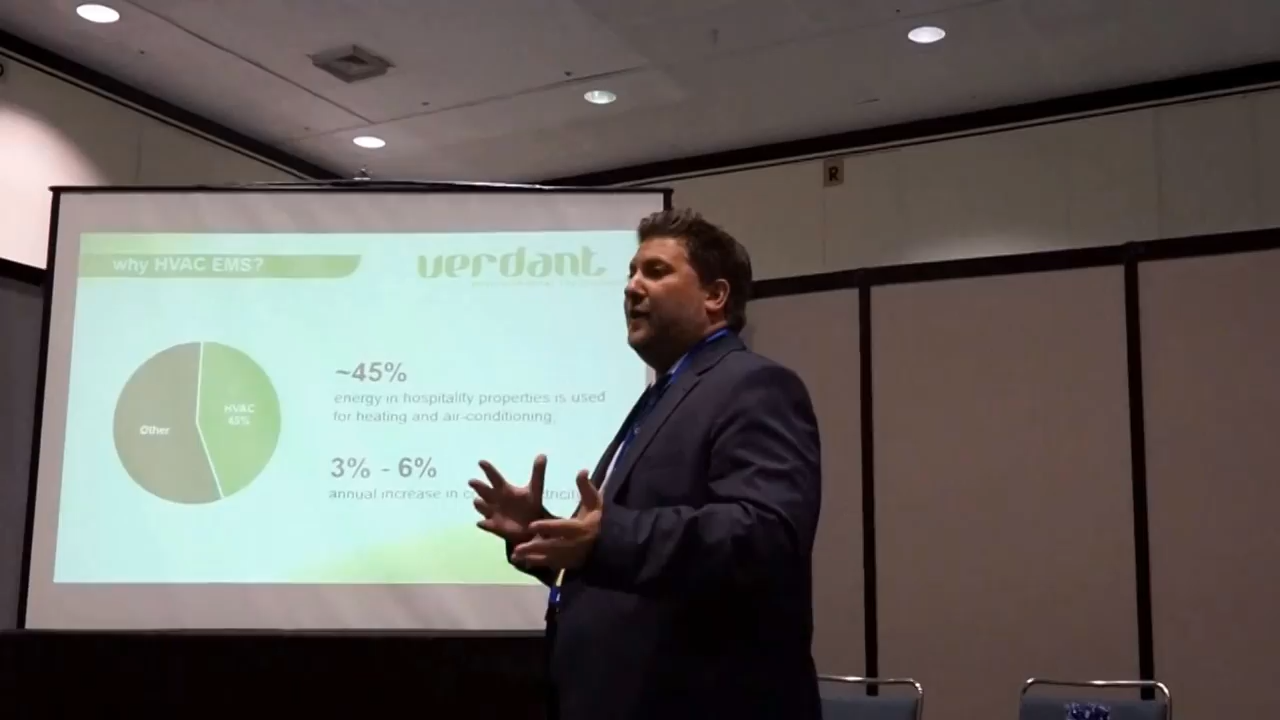 R
why HVAC EMS?
verdant
~45%
energy in hospitality properties is used
for heating and air-conditioning;
HVAC
45%
Other
3% - 6%
annual increase in